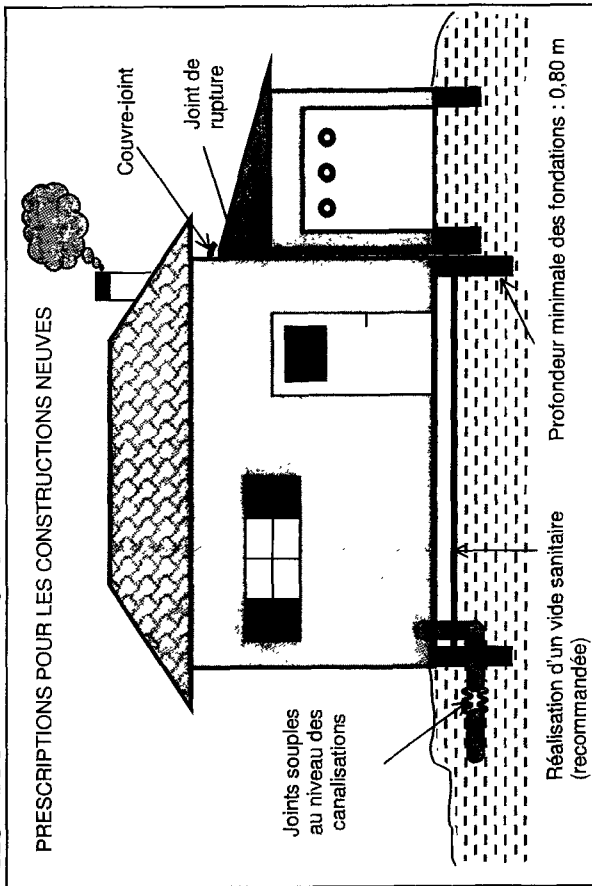 PRESCRIPTIONS POUR LES CONSTRUCTIONS NEUVES
Couvre-joint
Joint de
rupture
Joints souples
au niveau des
canalisations
Réalisation d'un vide sanitaire
(recommandée)
Profondeur minimale des fondations : 0,80 m